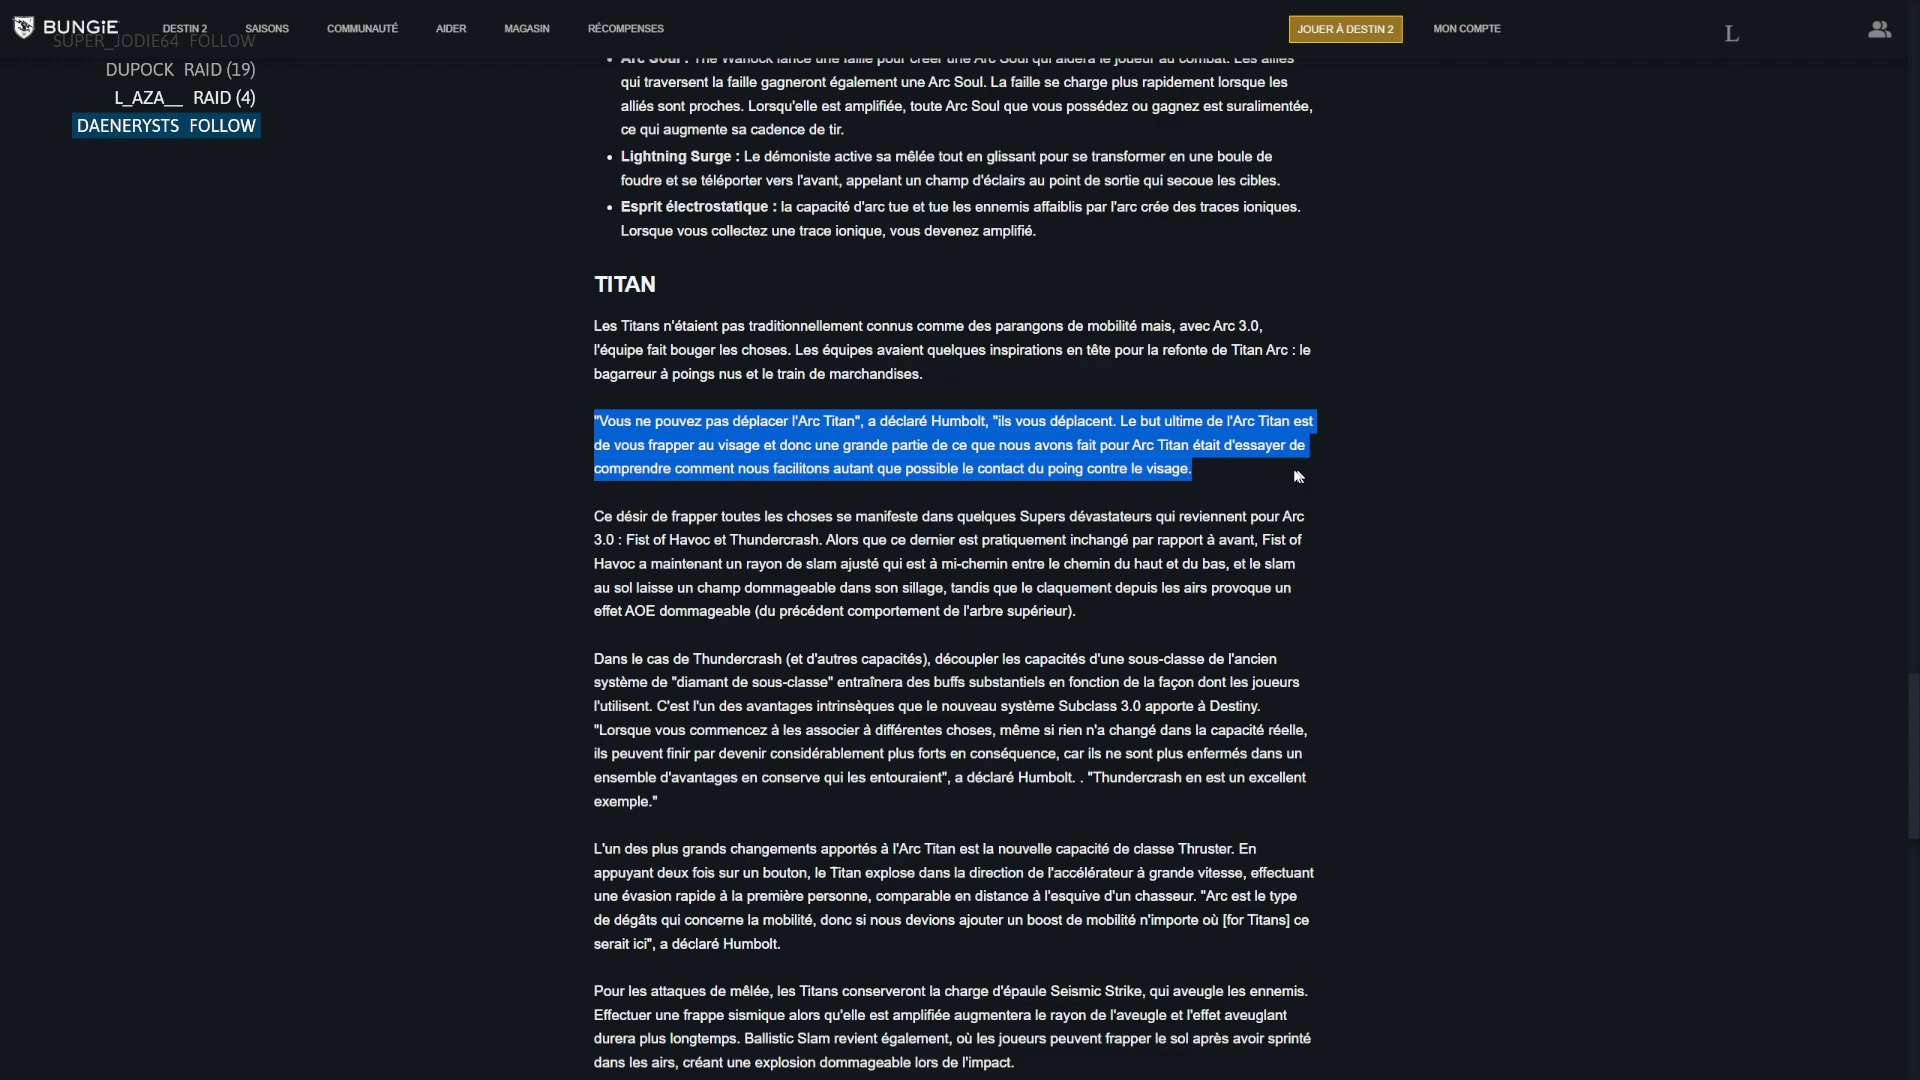 BUNGiE
DESTIN 2 SAISONS COMMUNAUTÉ AIDER MAGASIN RÉCOMPENSES JOUER À DESTIN 2 MON COMPTE L
SUPER_JODIE64 FOLLOW
DUPOCK RAID (19)
L_AZA__ RAID (4)
DAENERYSTS FOLLOW
• Arc Soul : The Warlock lance une faille pour créer une Arc Soul qui aidera le joueur au combat. Les alliés
qui traversent la faille gagneront également une Arc Soul. La faille se charge plus rapidement lorsque les
alliés sont proches. Lorsqu'elle est amplifiée, toute Arc Soul que vous possédez ou gagnez est suralimentée,
ce qui augmente sa cadence de tir.
• Lightning Surge : Le démoniste active sa mêlée tout en glissant pour se transformer en une boule de
foudre et se téléporter vers l'avant, appelant un champ d'éclairs au point de sortie qui secoue les cibles.
• Esprit électrostatique : la capacité d'arc tue et tue les ennemis affaiblis par l'arc crée des traces ioniques.
Lorsque vous collectez une trace ionique, vous devenez amplifié.
TITAN
Les Titans n'étaient pas traditionnellement connus comme des parangons de mobilité mais, avec Arc 3.0,
l'équipe fait bouger les choses. Les équipes avaient quelques inspirations en tête pour la refonte de Titan Arc : le
bagarreur à poings nus et le train de marchandises.
"Vous ne pouvez pas déplacer l'Arc Titan", a déclaré Humbolt, "ils vous déplacent. Le but ultime de l'Arc Titan est
de vous frapper au visage et donc une grande partie de ce que nous avons fait pour Arc Titan était d'essayer de
comprendre comment nous facilitons autant que possible le contact du poing contre le visage.
Ce désir de frapper toutes les choses se manifeste dans quelques Supers dévastateurs qui reviennent pour Arc
3.0 : Fist of Havoc et Thundercrash. Alors que ce dernier est pratiquement inchangé par rapport à avant, Fist of
Havoc a maintenant un rayon de slam ajusté qui est à mi-chemin entre le chemin du haut et du bas, et le slam
au sol laisse un champ dommageable dans son sillage, tandis que le claquement depuis les airs provoque un
effet AOE dommageable (du précédent comportement de l'arbre supérieur).
Dans le cas de Thundercrash (et d'autres capacités), découpler les capacités d'une sous-classe de l'ancien
système de "diamant de sous-classe" entraînera des buffs substantiels en fonction de la façon dont les joueurs
l'utilisent. C'est l'un des avantages intrinsèques que le nouveau système Subclass 3.0 apporte à Destiny.
"Lorsque vous commencez à les associer à différentes choses, même si rien n'a changé dans la capacité réelle,
ils peuvent finir par devenir considérablement plus forts en conséquence, car ils ne sont plus enfermés dans un
ensemble d'avantages en conserve qui les entouraient", a déclaré Humbolt. . "Thundercrash en est un excellent
exemple."
L'un des plus grands changements apportés à l'Arc Titan est la nouvelle capacité de classe Thruster. En
appuyant deux fois sur un bouton, le Titan explose dans la direction de l'accélérateur à grande vitesse, effectuant
une évasion rapide à la première personne, comparable en distance à l'esquive d'un chasseur. "Arc est le type
de dégâts qui concerne la mobilité, donc si nous devions ajouter un boost de mobilité n'importe où [for Titans] ce
serait ici", a déclaré Humbolt.
Pour les attaques de mêlée, les Titans conserveront la charge d'épaule Seismic Strike, qui aveugle les ennemis.
Effectuer une frappe sismique alors qu'elle est amplifiée augmentera le rayon de l'aveugle et l'effet aveuglant
durera plus longtemps. Ballistic Slam revient également, où les joueurs peuvent frapper le sol après avoir sprinté
dans les airs, créant une explosion dommageable lors de l'impact.